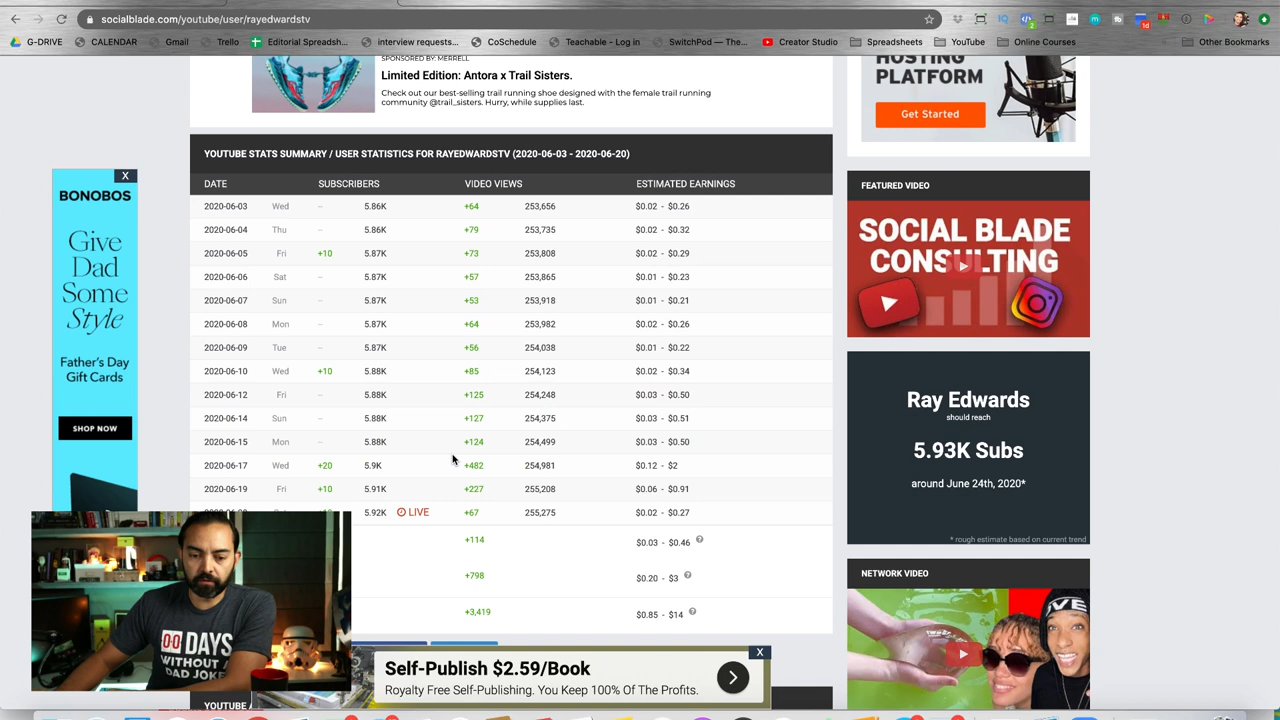 socialblade.com/youtube/user/rayedwardstv
G-DRIVE CALENDAR Gmail Trello Editorial Spreadsh... interview requests... CoSchedule Teachable - Log in SwitchPod — The... Creator Studio Spreadsheets YouTube Online Courses Other Bookmarks
SPONSORED BY: MERRELL
Limited Edition: Antora x Trail Sisters.
Check out our best-selling trail running shoe designed with the female trail running
community @trail_sisters. Hurry, while supplies last.
HOSTING
PLATFORM
Get Started
YOUTUBE STATS SUMMARY / USER STATISTICS FOR RAYEDWARDSTV (2020-06-03 - 2020-06-20)
DATE SUBSCRIBERS VIDEO VIEWS ESTIMATED EARNINGS
2020-06-03 Wed -- 5.86K +64 253,656 $0.02 - $0.26
2020-06-04 Thu -- 5.86K +79 253,735 $0.02 - $0.32
2020-06-05 Fri +10 5.87K +73 253,808 $0.02 - $0.29
2020-06-06 Sat -- 5.87K +57 253,865 $0.01 - $0.23
2020-06-07 Sun -- 5.87K +53 253,918 $0.01 - $0.21
2020-06-08 Mon -- 5.87K +64 253,982 $0.02 - $0.26
2020-06-09 Tue -- 5.87K +56 254,038 $0.01 - $0.22
2020-06-10 Wed +10 5.88K +85 254,123 $0.02 - $0.34
2020-06-12 Fri -- 5.88K +125 254,248 $0.03 - $0.50
2020-06-14 Sun -- 5.88K +127 254,375 $0.03 - $0.51
2020-06-15 Mon -- 5.88K +124 254,499 $0.03 - $0.50
2020-06-17 Wed +20 5.9K +482 254,981 $0.12 - $2
2020-06-19 Fri +10 5.91K +227 255,208 $0.06 - $0.91
5.92K LIVE +67 255,275 $0.02 - $0.27
+114 $0.03 - $0.46
+798 $0.20 - $3
+3,419 $0.85 - $14
X
BONOBOS
Give
Dad
Some
Style
Father's Day
Gift Cards
SHOP NOW
FEATURED VIDEO
SOCIAL BLADE
CONSULTING
Ray Edwards
should reach
5.93K Subs
around June 24th, 2020*
* rough estimate based on current trend
NETWORK VIDEO
DAYS
WITHOUT A
DAD JOKE
X
Self-Publish $2.59/Book
Royalty Free Self-Publishing. You Keep 100% Of The Profits.